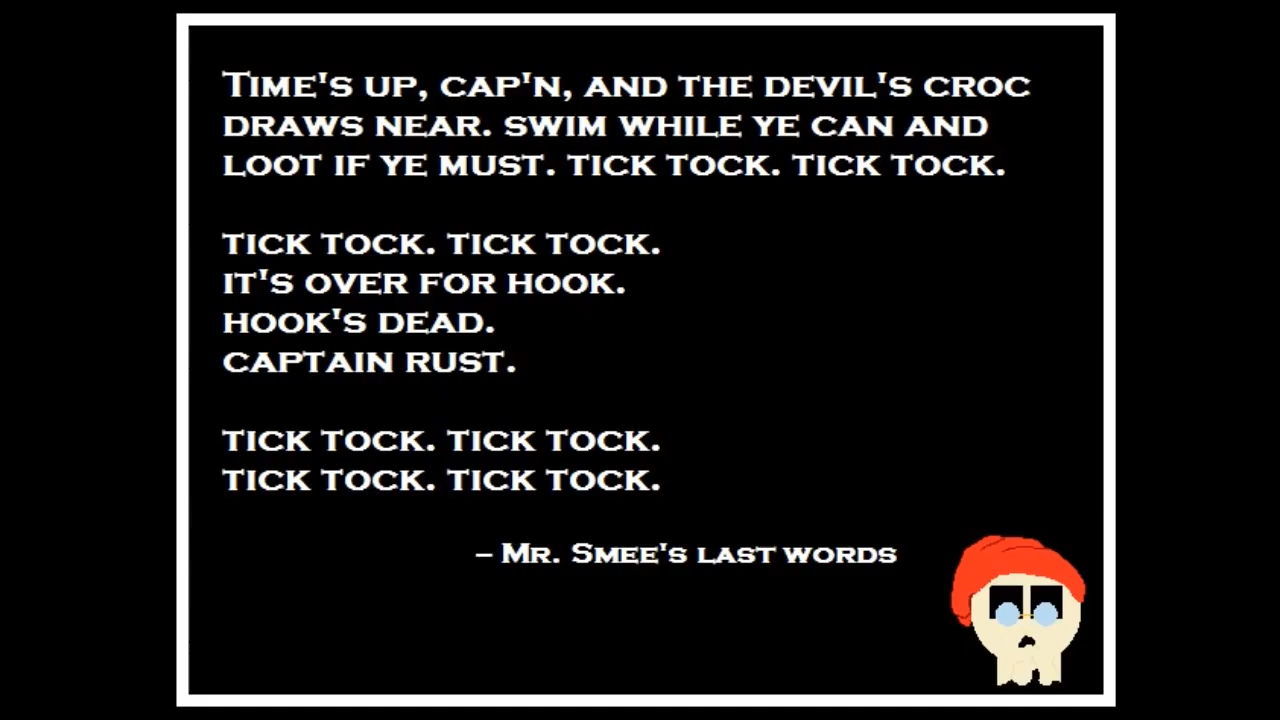 Time's up, cap'n, and the devil's croc
draws near. swim while ye can and
loot if ye must. tick tock. tick tock.
tick tock. tick tock.
it's over for hook.
hook's dead.
captain rust.
tick tock. tick tock.
tick tock. tick tock.
– Mr. Smee's last words